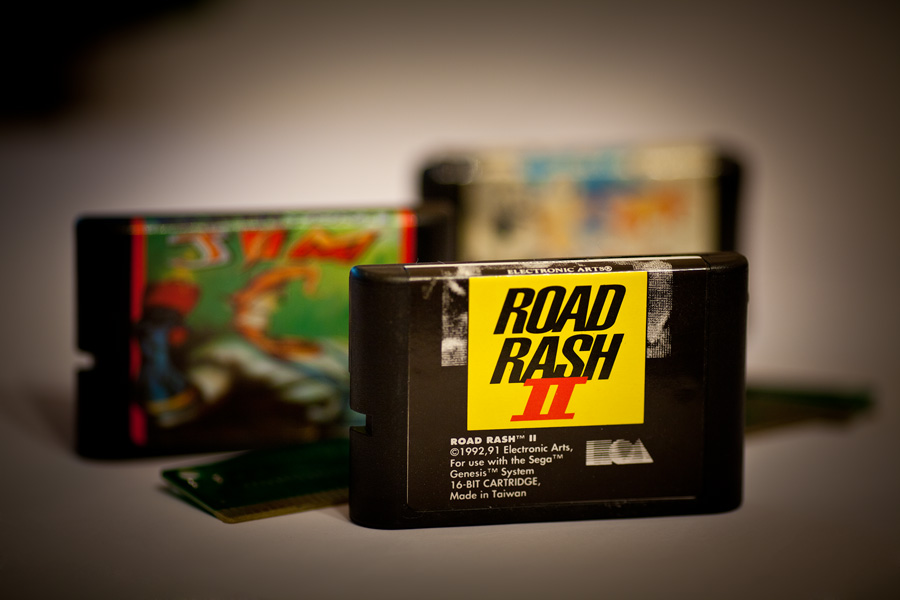 ELECTRONIC ARTS®
ROAD
RASH
II
ROAD RASH™ II
©1992,91 Electronic Arts,
For use with the Sega™
Genesis™ System
16-BIT CARTRIDGE,
Made in Taiwan
EA
JIM